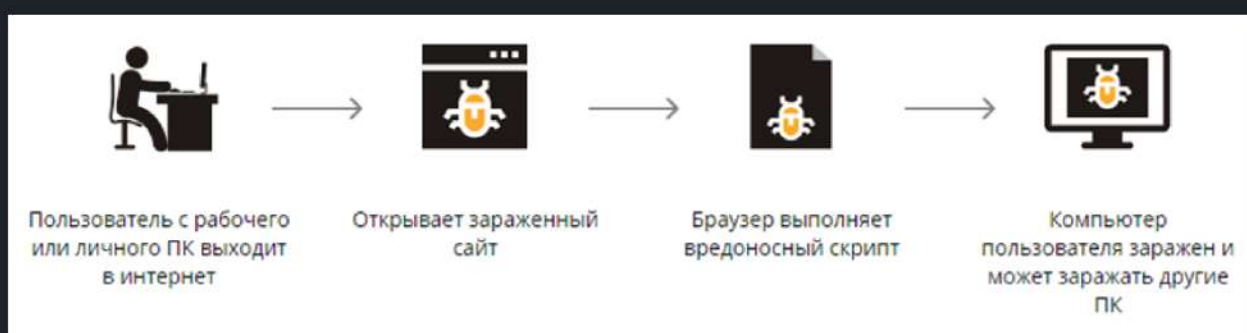 Пользователь с рабочего
или личного ПК выходит
в интернет
Открывает зараженный
сайт
Браузер выполняет
вредоносный скрипт
Компьютер
пользователя заражен и
может заражать другие
ПК